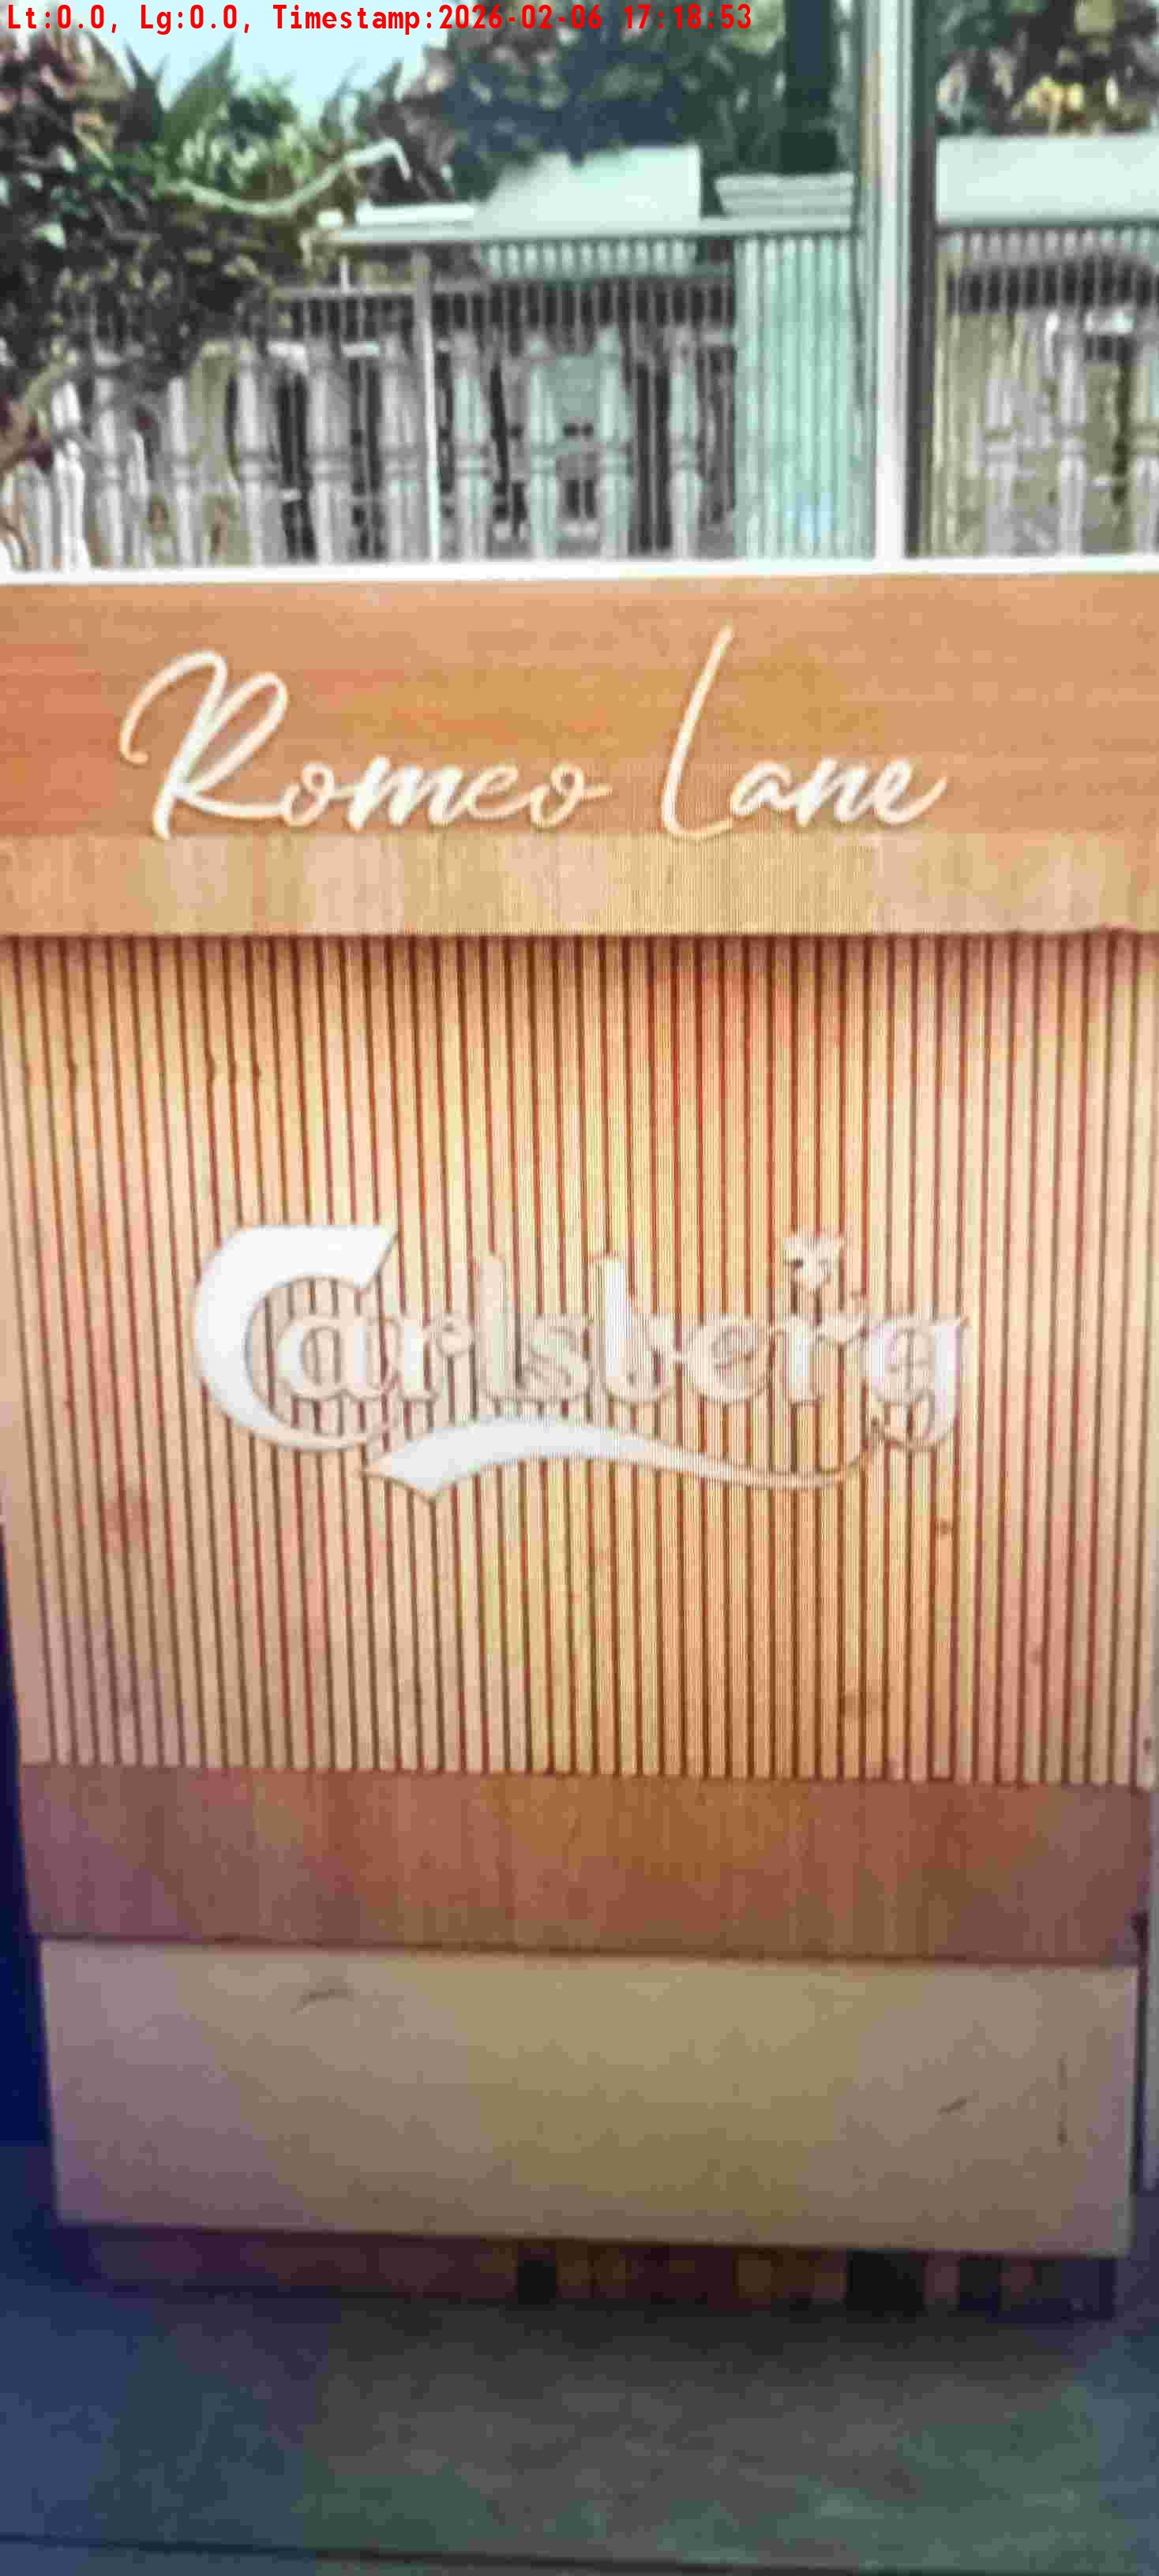 Lt:0.0, Lg:0.0, Timestamp:2026-02-06 17:18:53
Romeo Lane
Carlsberg